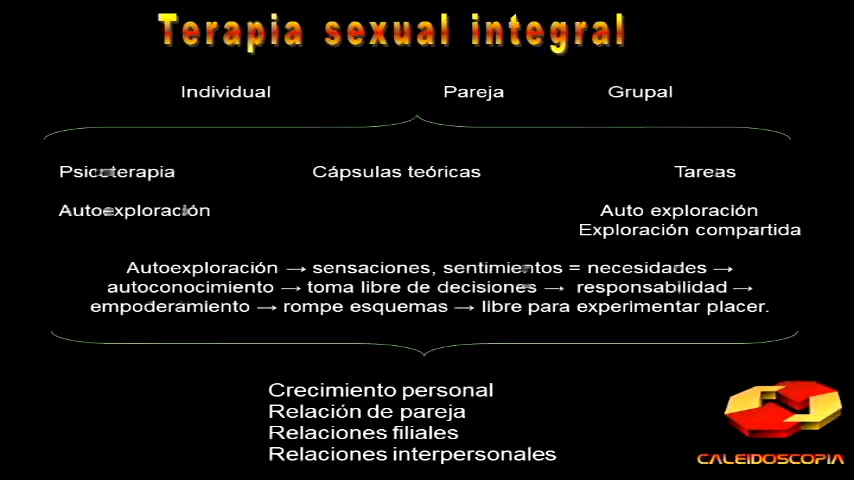 Terapia sexual integral
Individual Pareja Grupal
Psicoterapia Cápsulas teóricas Tareas
Autoexploración Auto exploración
Exploración compartida
Autoexploración → sensaciones, sentimientos = necesidades →
autoconocimiento → toma libre de decisiones → responsabilidad →
empoderamiento → rompe esquemas → libre para experimentar placer.
Crecimiento personal
Relación de pareja
Relaciones filiales
Relaciones interpersonales
CALEIDOSCOPIA